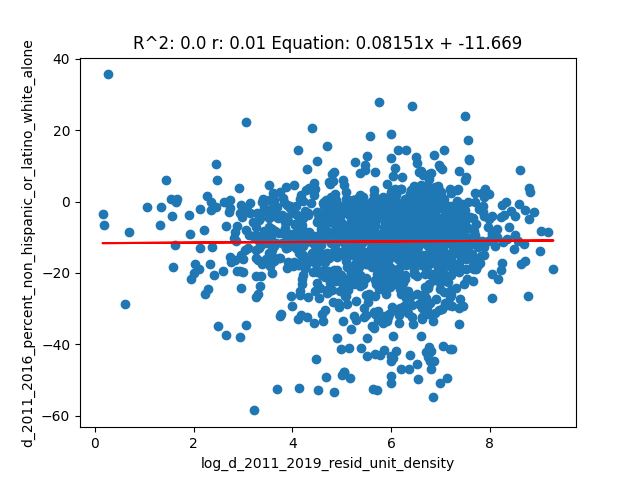 R^2: 0.0 r: 0.01 Equation: 0.08151x + -11.669
d_2011_2016_percent_non_hispanic_or_latino_white_alone
40
20
0
−20
−40
−60
0 2 4 6 8
log_d_2011_2019_resid_unit_density